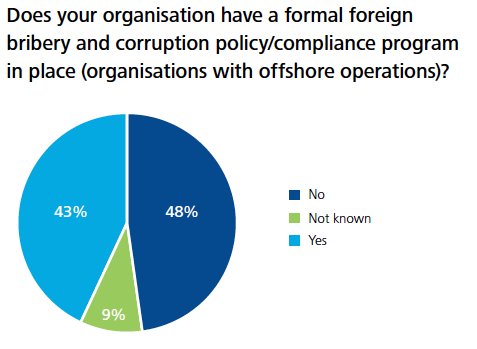 Does your organisation have a formal foreign
bribery and corruption policy/compliance program
in place (organisations with offshore operations)?
43%
48%
9%
No
Not known
Yes